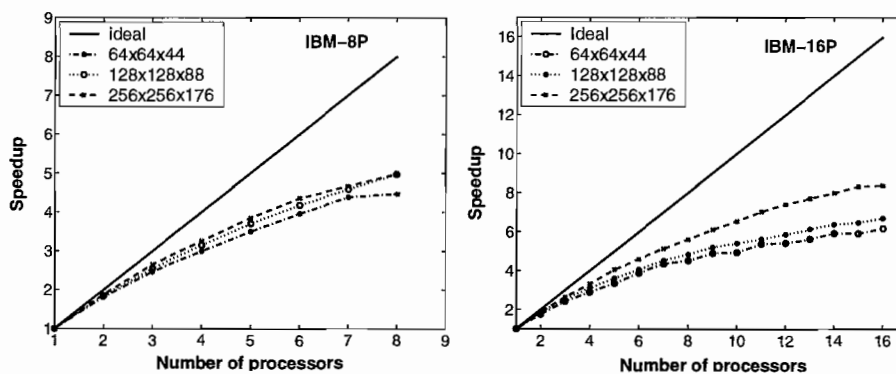 IBM-8P
ideal
64x64x44
128x128x88
256x256x176
Speedup
9
8
7
6
5
4
3
2
1
1 2 3 4 5 6 7 8 9
Number of processors
IBM-16P
ideal
64x64x44
128x128x88
256x256x176
Speedup
16
14
12
10
8
6
4
2
2 4 6 8 10 12 14 16
Number of processors